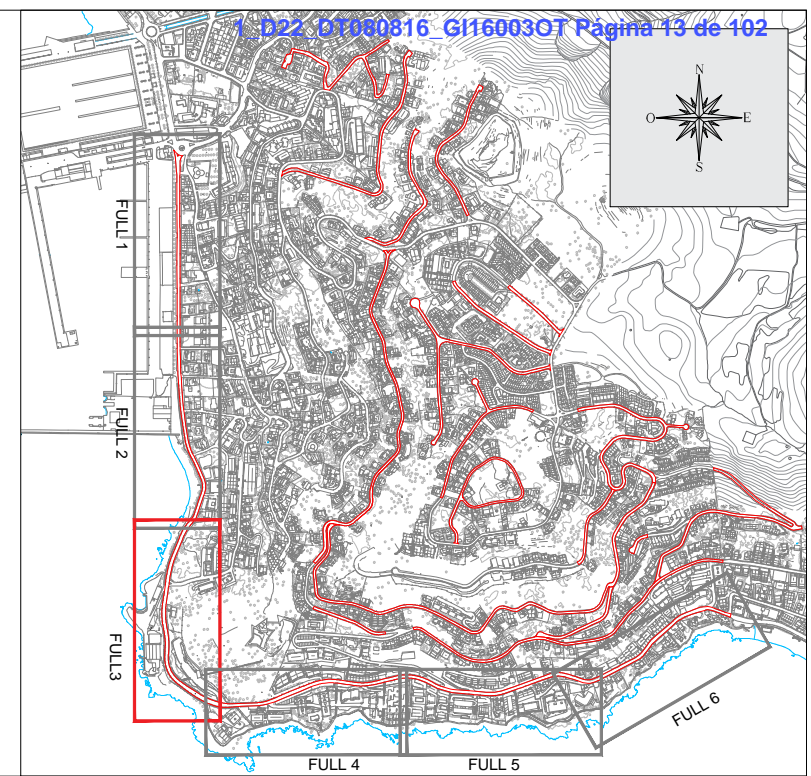 1_D22_DT080816_GI16003OT Página 13 de 102
N
O
E
S
FULL 1
FULL 2
FULL3
FULL 4
FULL 5
FULL 6